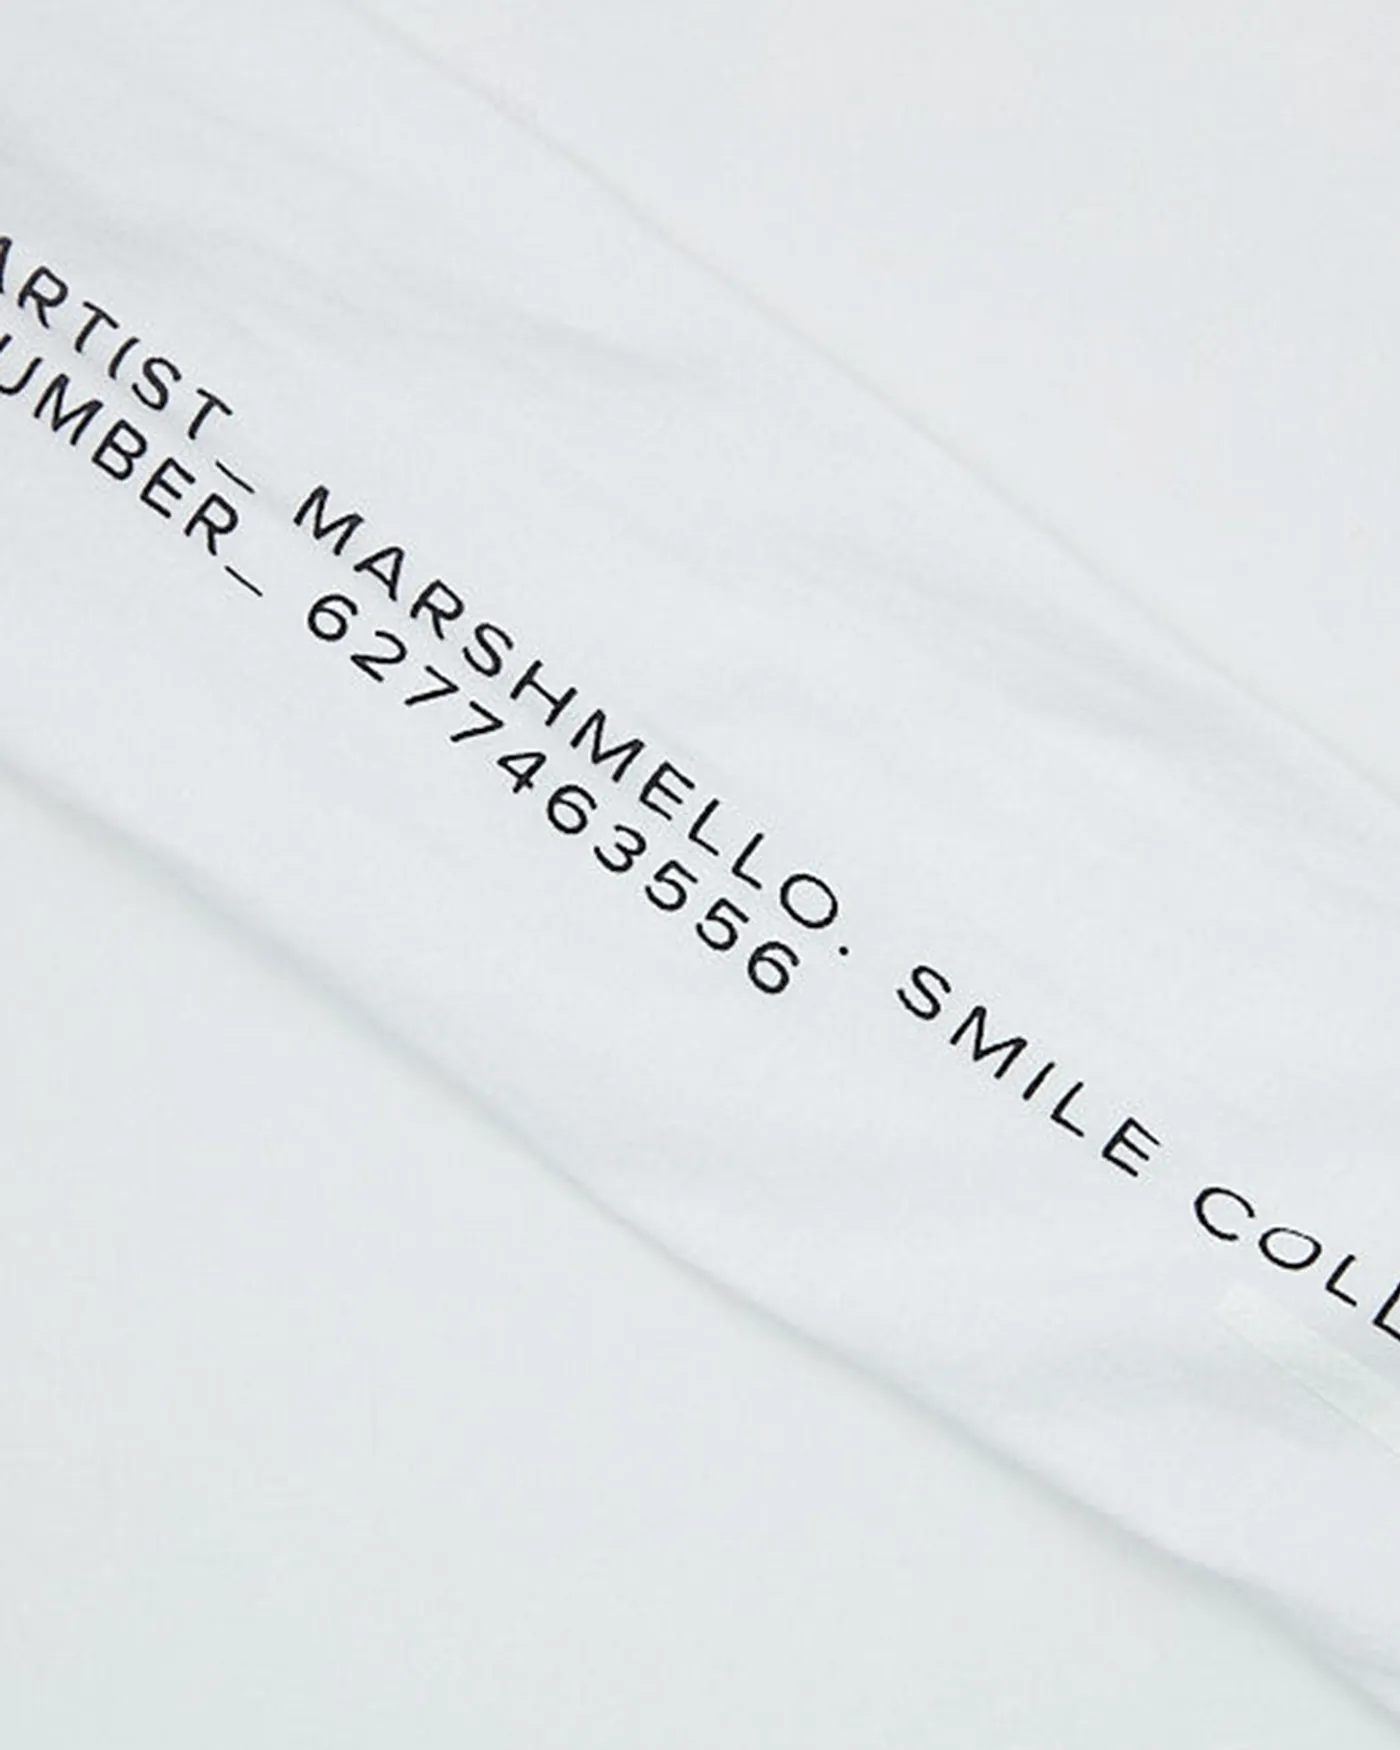 ARTIST_ MARSHMELLO. SMILE COLL
UMBER_ 6277463556